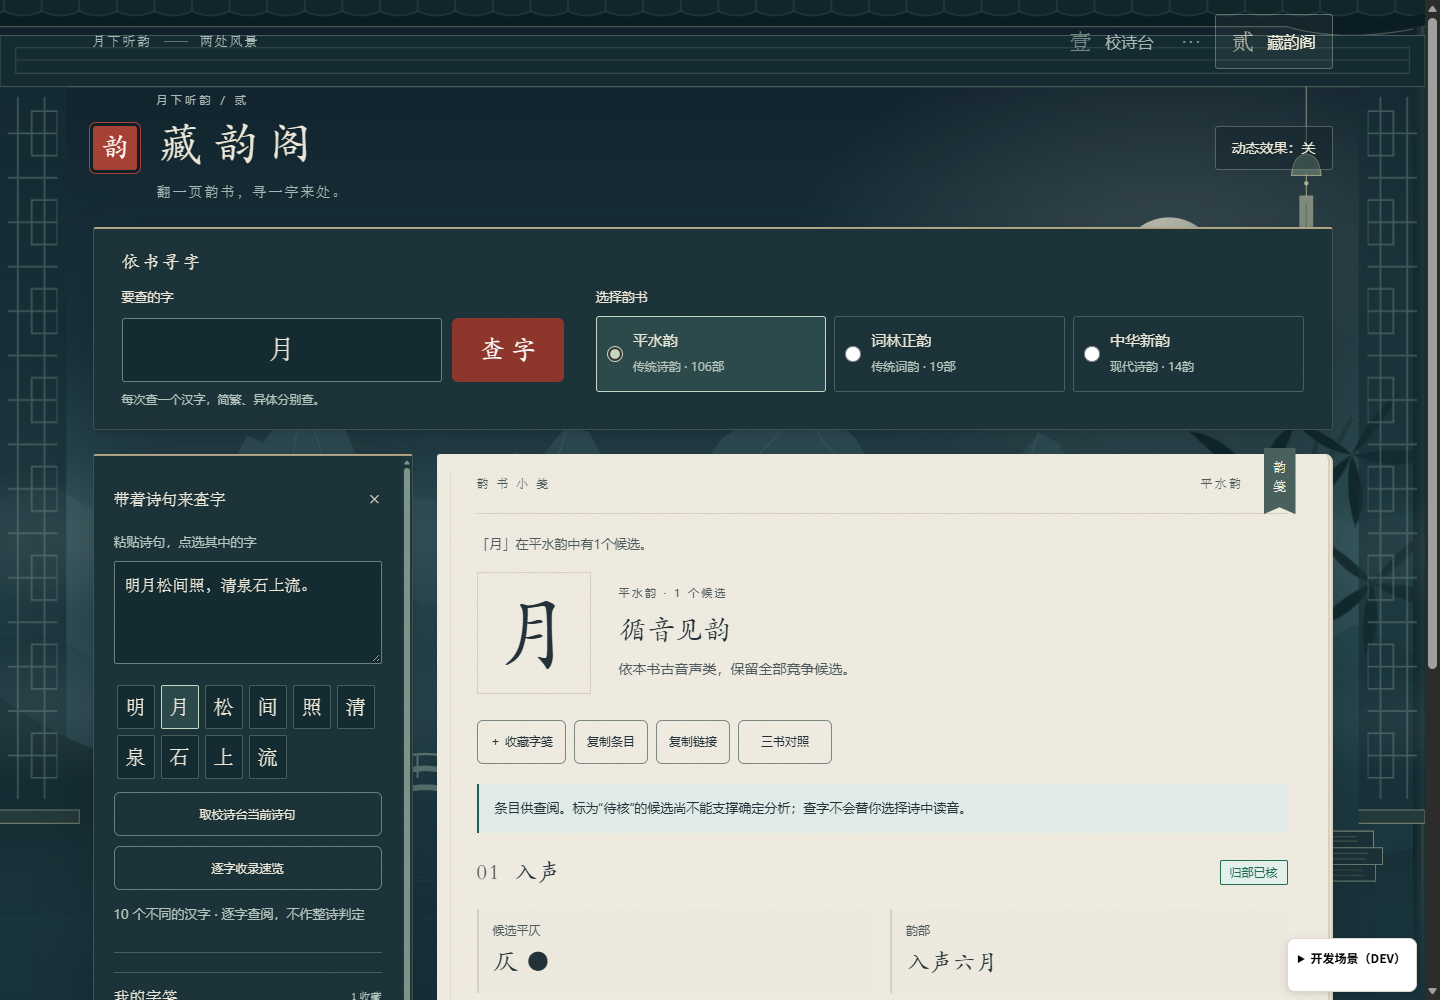 月下听韵 —— 两处风景
壹 校诗台 ··· 贰 藏韵阁
月下听韵 / 贰
韵 藏韵阁
动态效果：关
翻一页韵书，寻一字来处。
依书寻字
要查的字
选择韵书
月
查字
平水韵
传统诗韵 · 106部
词林正韵
传统词韵 · 19部
中华新韵
现代诗韵 · 14韵
每次查一个汉字，简繁、异体分别查。
带着诗句来查字 ×
粘贴诗句，点选其中的字
明月松间照，清泉石上流。
明 月 松 间 照 清
泉 石 上 流
取校诗台当前诗句
逐字收录速览
10 个不同的汉字 · 逐字查阅，不作整诗判定
我的字笺 1 收藏
韵书小笺
平水韵
韵笺
「月」在平水韵中有1个候选。
月
平水韵 · 1 个候选
循音见韵
依本书古音声类，保留全部竞争候选。
+ 收藏字笺 复制条目 复制链接 三书对照
条目供查阅。标为“待核”的候选尚不能支撑确定分析；查字不会替你选择诗中读音。
01 入声
归部已核
候选平仄
仄 ●
韵部
入声六月
▶ 开发场景（DEV）